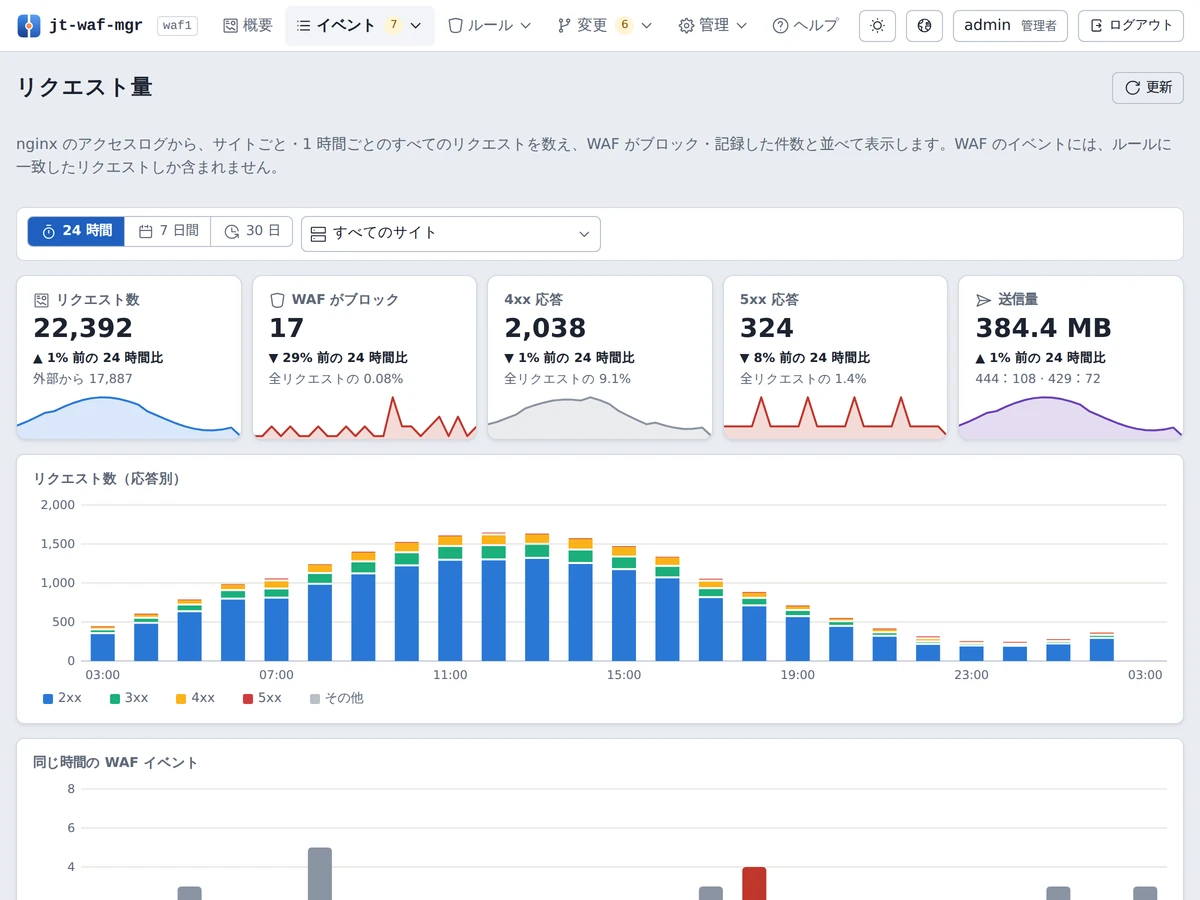 jt-waf-mgr waf1 概要 イベント 7 ルール 変更 6 管理 ヘルプ admin 管理者 ログアウト
リクエスト量
更新
nginx のアクセスログから、サイトごと・1 時間ごとのすべてのリクエストを数え、WAF がブロック・記録した件数と並べて表示します。WAF のイベントには、ルールに
一致したリクエストしか含まれません。
24 時間 7 日間 30 日 すべてのサイト
リクエスト数
22,392
▲ 1% 前の 24 時間比
外部から 17,887
WAF がブロック
17
▼ 29% 前の 24 時間比
全リクエストの 0.08%
4xx 応答
2,038
▼ 1% 前の 24 時間比
全リクエストの 9.1%
5xx 応答
324
▼ 8% 前の 24 時間比
全リクエストの 1.4%
送信量
384.4 MB
▲ 1% 前の 24 時間比
444：108 · 429：72
リクエスト数（応答別）
2,000
1,500
1,000
500
0
03:00 07:00 11:00 15:00 19:00 23:00 03:00
2xx 3xx 4xx 5xx その他
同じ時間の WAF イベント
8
6
4